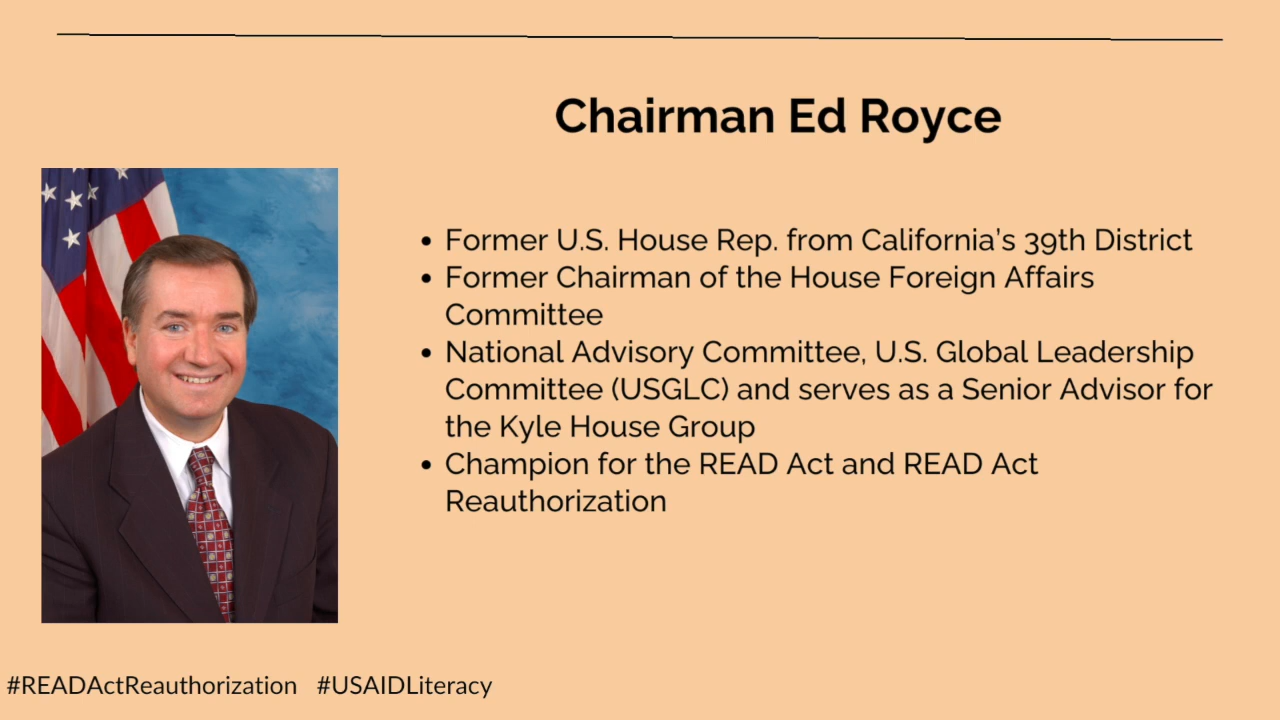 Chairman Ed Royce
• Former U.S. House Rep. from California's 39th District
• Former Chairman of the House Foreign Affairs
Committee
• National Advisory Committee, U.S. Global Leadership
Committee (USGLC) and serves as a Senior Advisor for
the Kyle House Group
• Champion for the READ Act and READ Act
Reauthorization
#READActReauthorization #USAIDLiteracy